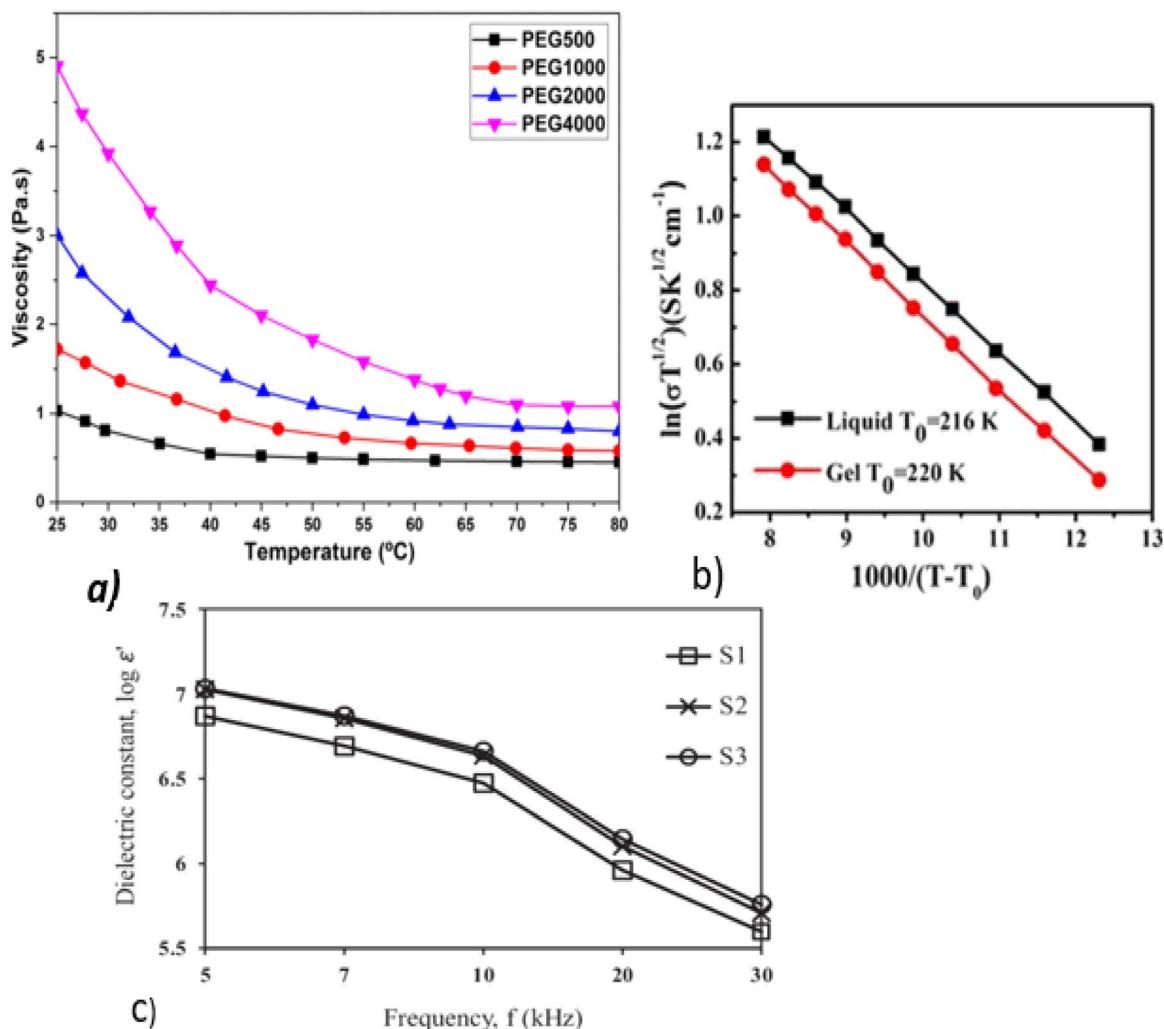 5
4
3
2
1
0
Viscosity (Pa.s)
PEG500
PEG1000
PEG2000
PEG4000
25 30 35 40 45 50 55 60 65 70 75 80
Temperature (ºC)
a)
1.2
1.0
0.8
0.6
0.4
0.2
ln(σT1/2)(SK1/2cm-1)
Liquid T0=216 K
Gel T0=220 K
8 9 10 11 12 13
1000/(T-T0)
b)
7.5
7
6.5
6
5.5
Dielectric constant, log ε'
S1
S2
S3
5 7 10 20 30
Frequency, f (kHz)
c)